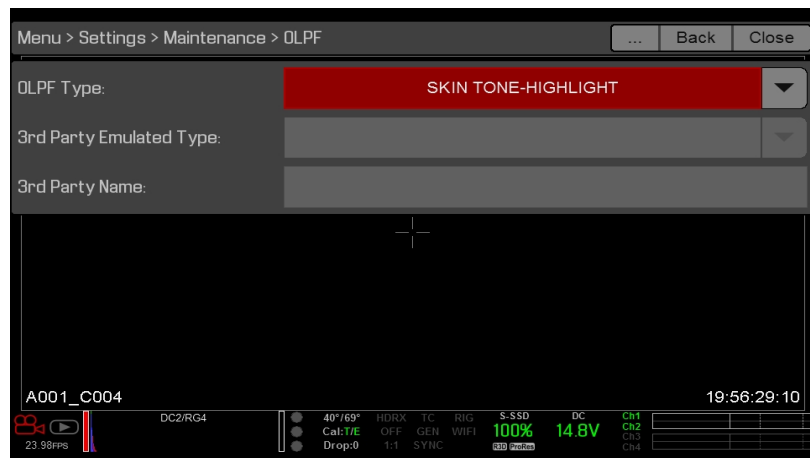 Menu > Settings > Maintenance > OLPF ... Back Close
OLPF Type: SKIN TONE-HIGHLIGHT
3rd Party Emulated Type:
3rd Party Name:
A001_C004 19:56:29:10
DC2/RG4 40°/69° HDRX TC RIG S-SSD DC Ch1
Cal:T/E OFF GEN WIFI 100% 14.8V Ch2
23.98FPS Drop:0 1:1 SYNC R3D ProRes Ch3
Ch4